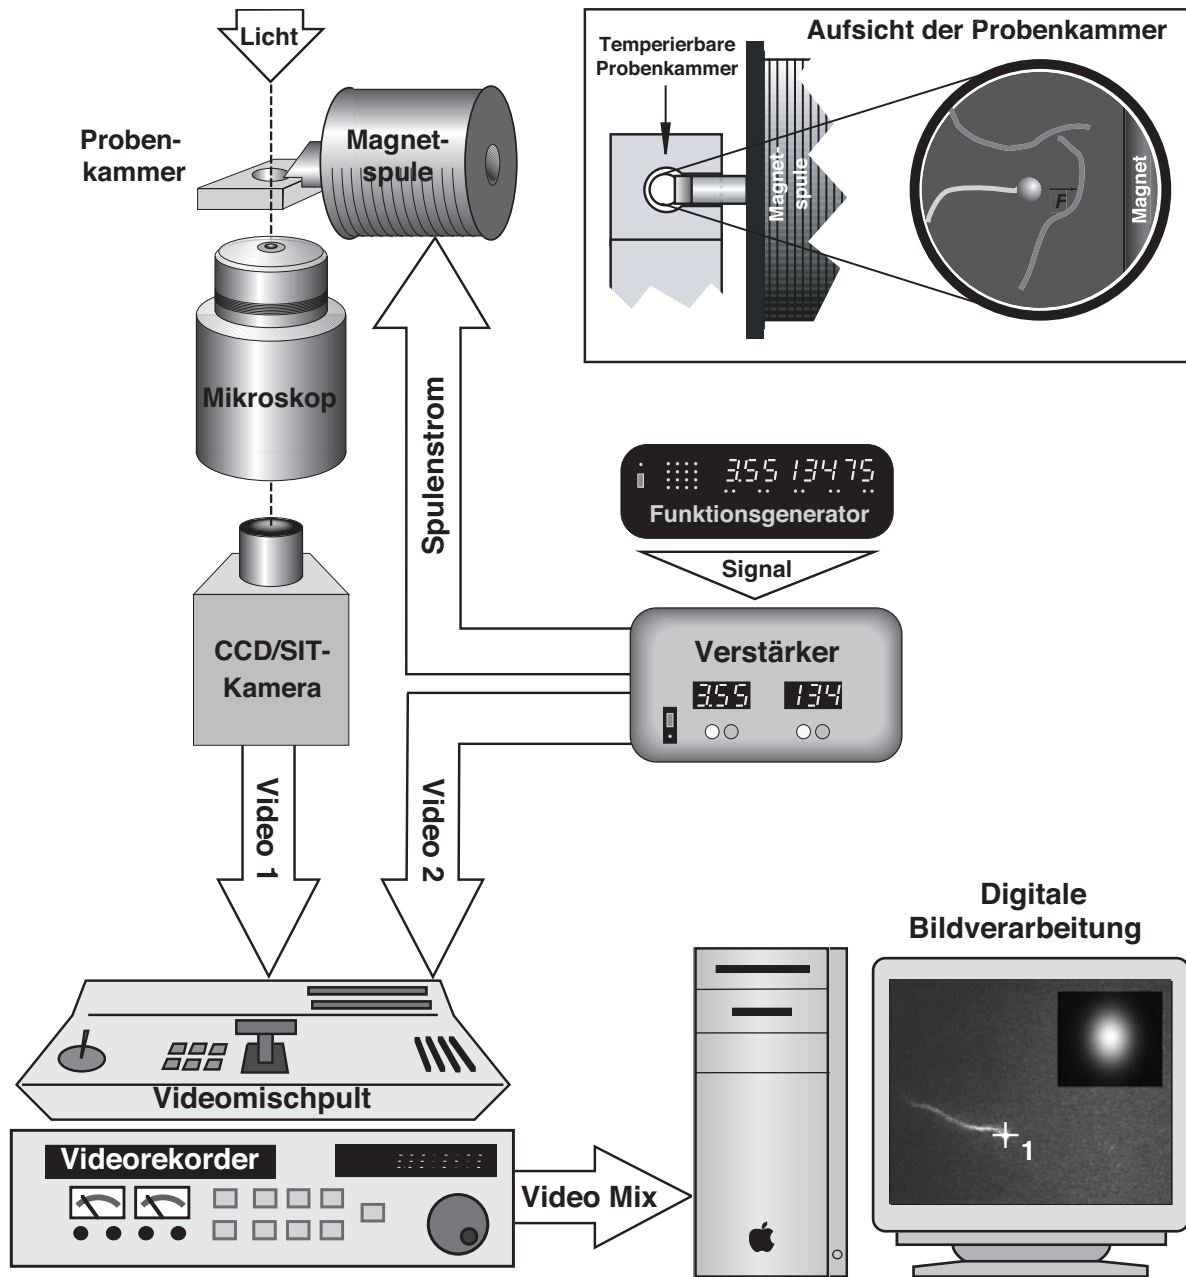 Licht
Proben-
kammer
Magnet-
spule
Mikroskop
Spulenstrom
CCD/SIT-
Kamera
Video 1
Video 2
Aufsicht der Probenkammer
Temperierbare
Probenkammer
Magnet-
spule
F
Magnet
3.55 134 75
Funktionsgenerator
Signal
Verstärker
3.55 134
Videomischpult
Videorekorder
Video Mix
Digitale
Bildverarbeitung
1